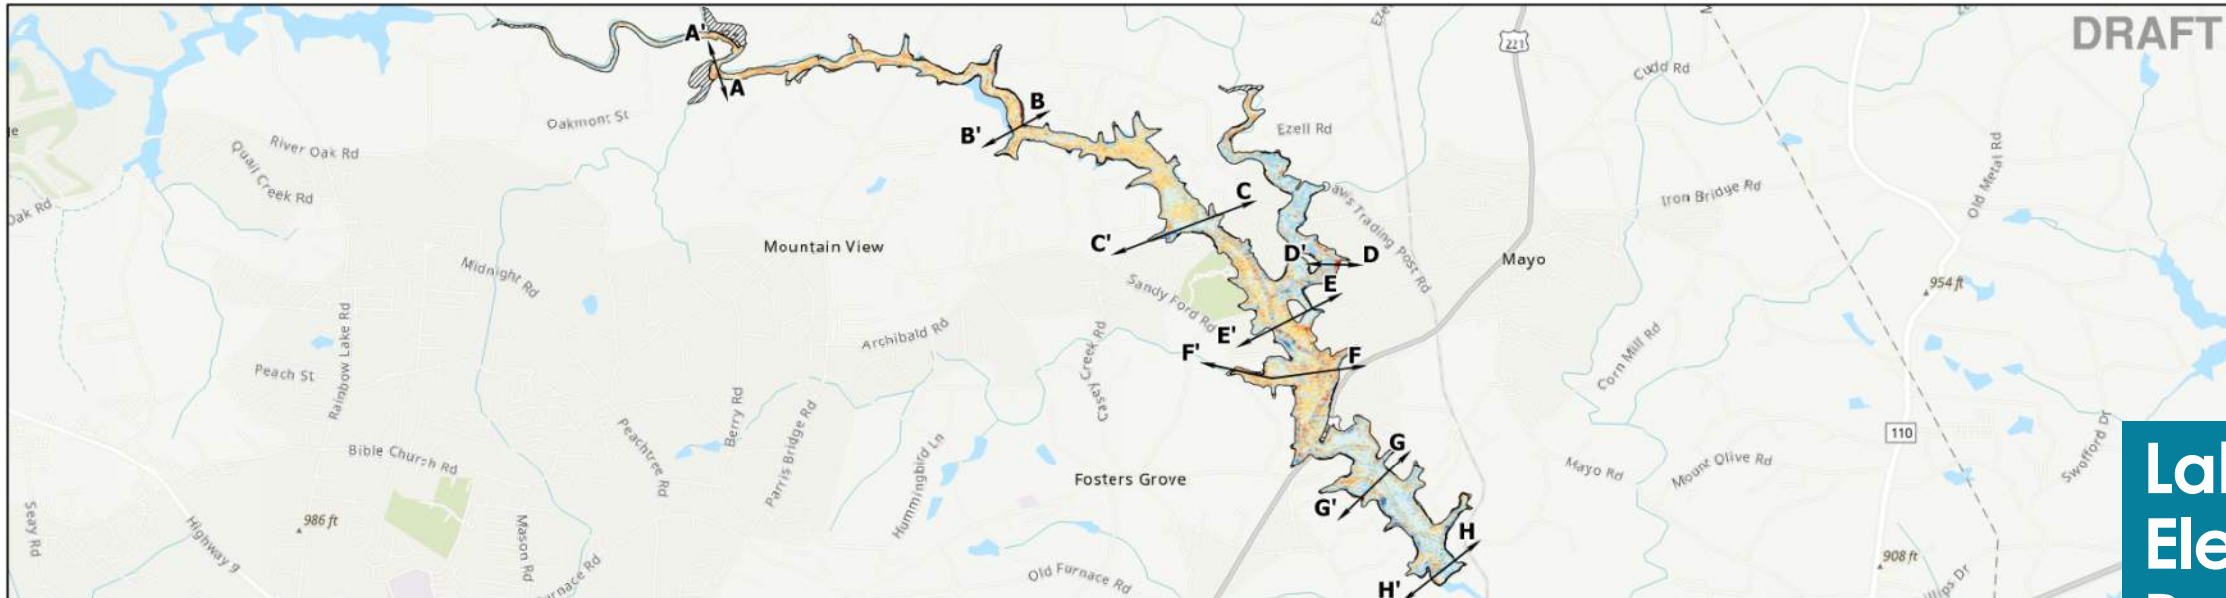 DRAFT
A'
A
B
B'
C
C'
D'
D
E
E'
F'
F
G
G'
H
H'
221
110
Cudd Rd
Ezell Rd
Oakmont St
River Oak Rd
Quail Creek Rd
Oak Rd
Iron Bridge Rd
Old Metal Rd
Mountain View
Mayo
Midnight Rd
Sandy Ford Rd
954 ft
Rainbow Lake Rd
Archibald Rd
Casey Creek Rd
Corn Mill Rd
Peach St
Berry Rd
Parris Bridge Rd
Peachtree Rd
Hummingbird Ln
Bible Church Rd
Fosters Grove
Mayo Rd
Mount Olive Rd
Swofford Dr
Seay Rd
Highway 9
986 ft
Mason Rd
Old Furnace Rd
908 ft
Trading Post Rd
Lal
Ele